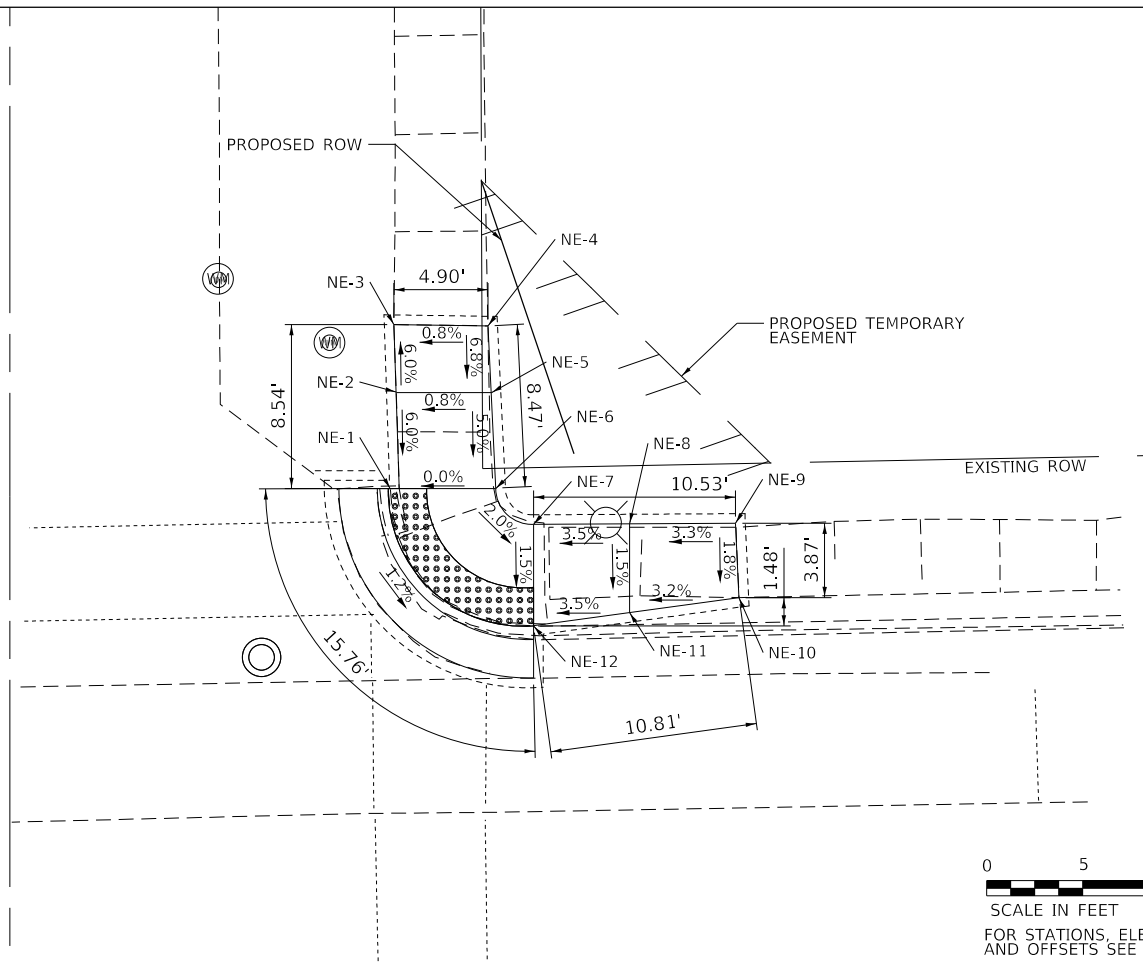 PROPOSED ROW
NE-4
NE-3
4.90'
WM
PROPOSED TEMPORARY
EASEMENT
WM
0.8%
6.0%
6.8%
NE-5
NE-2
8.54'
8.47'
0.8%
6.0%
5.0%
NE-6
NE-1
NE-8
0.0%
NE-7
10.53'
NE-9
EXISTING ROW
2.0%
1.5%
3.5%
1.5%
3.3%
1.8%
1.48'
3.87'
1.2%
3.5%
3.2%
15.76'
NE-12
NE-11
NE-10
10.81'
0 5
SCALE IN FEET
FOR STATIONS, ELE
AND OFFSETS SEE